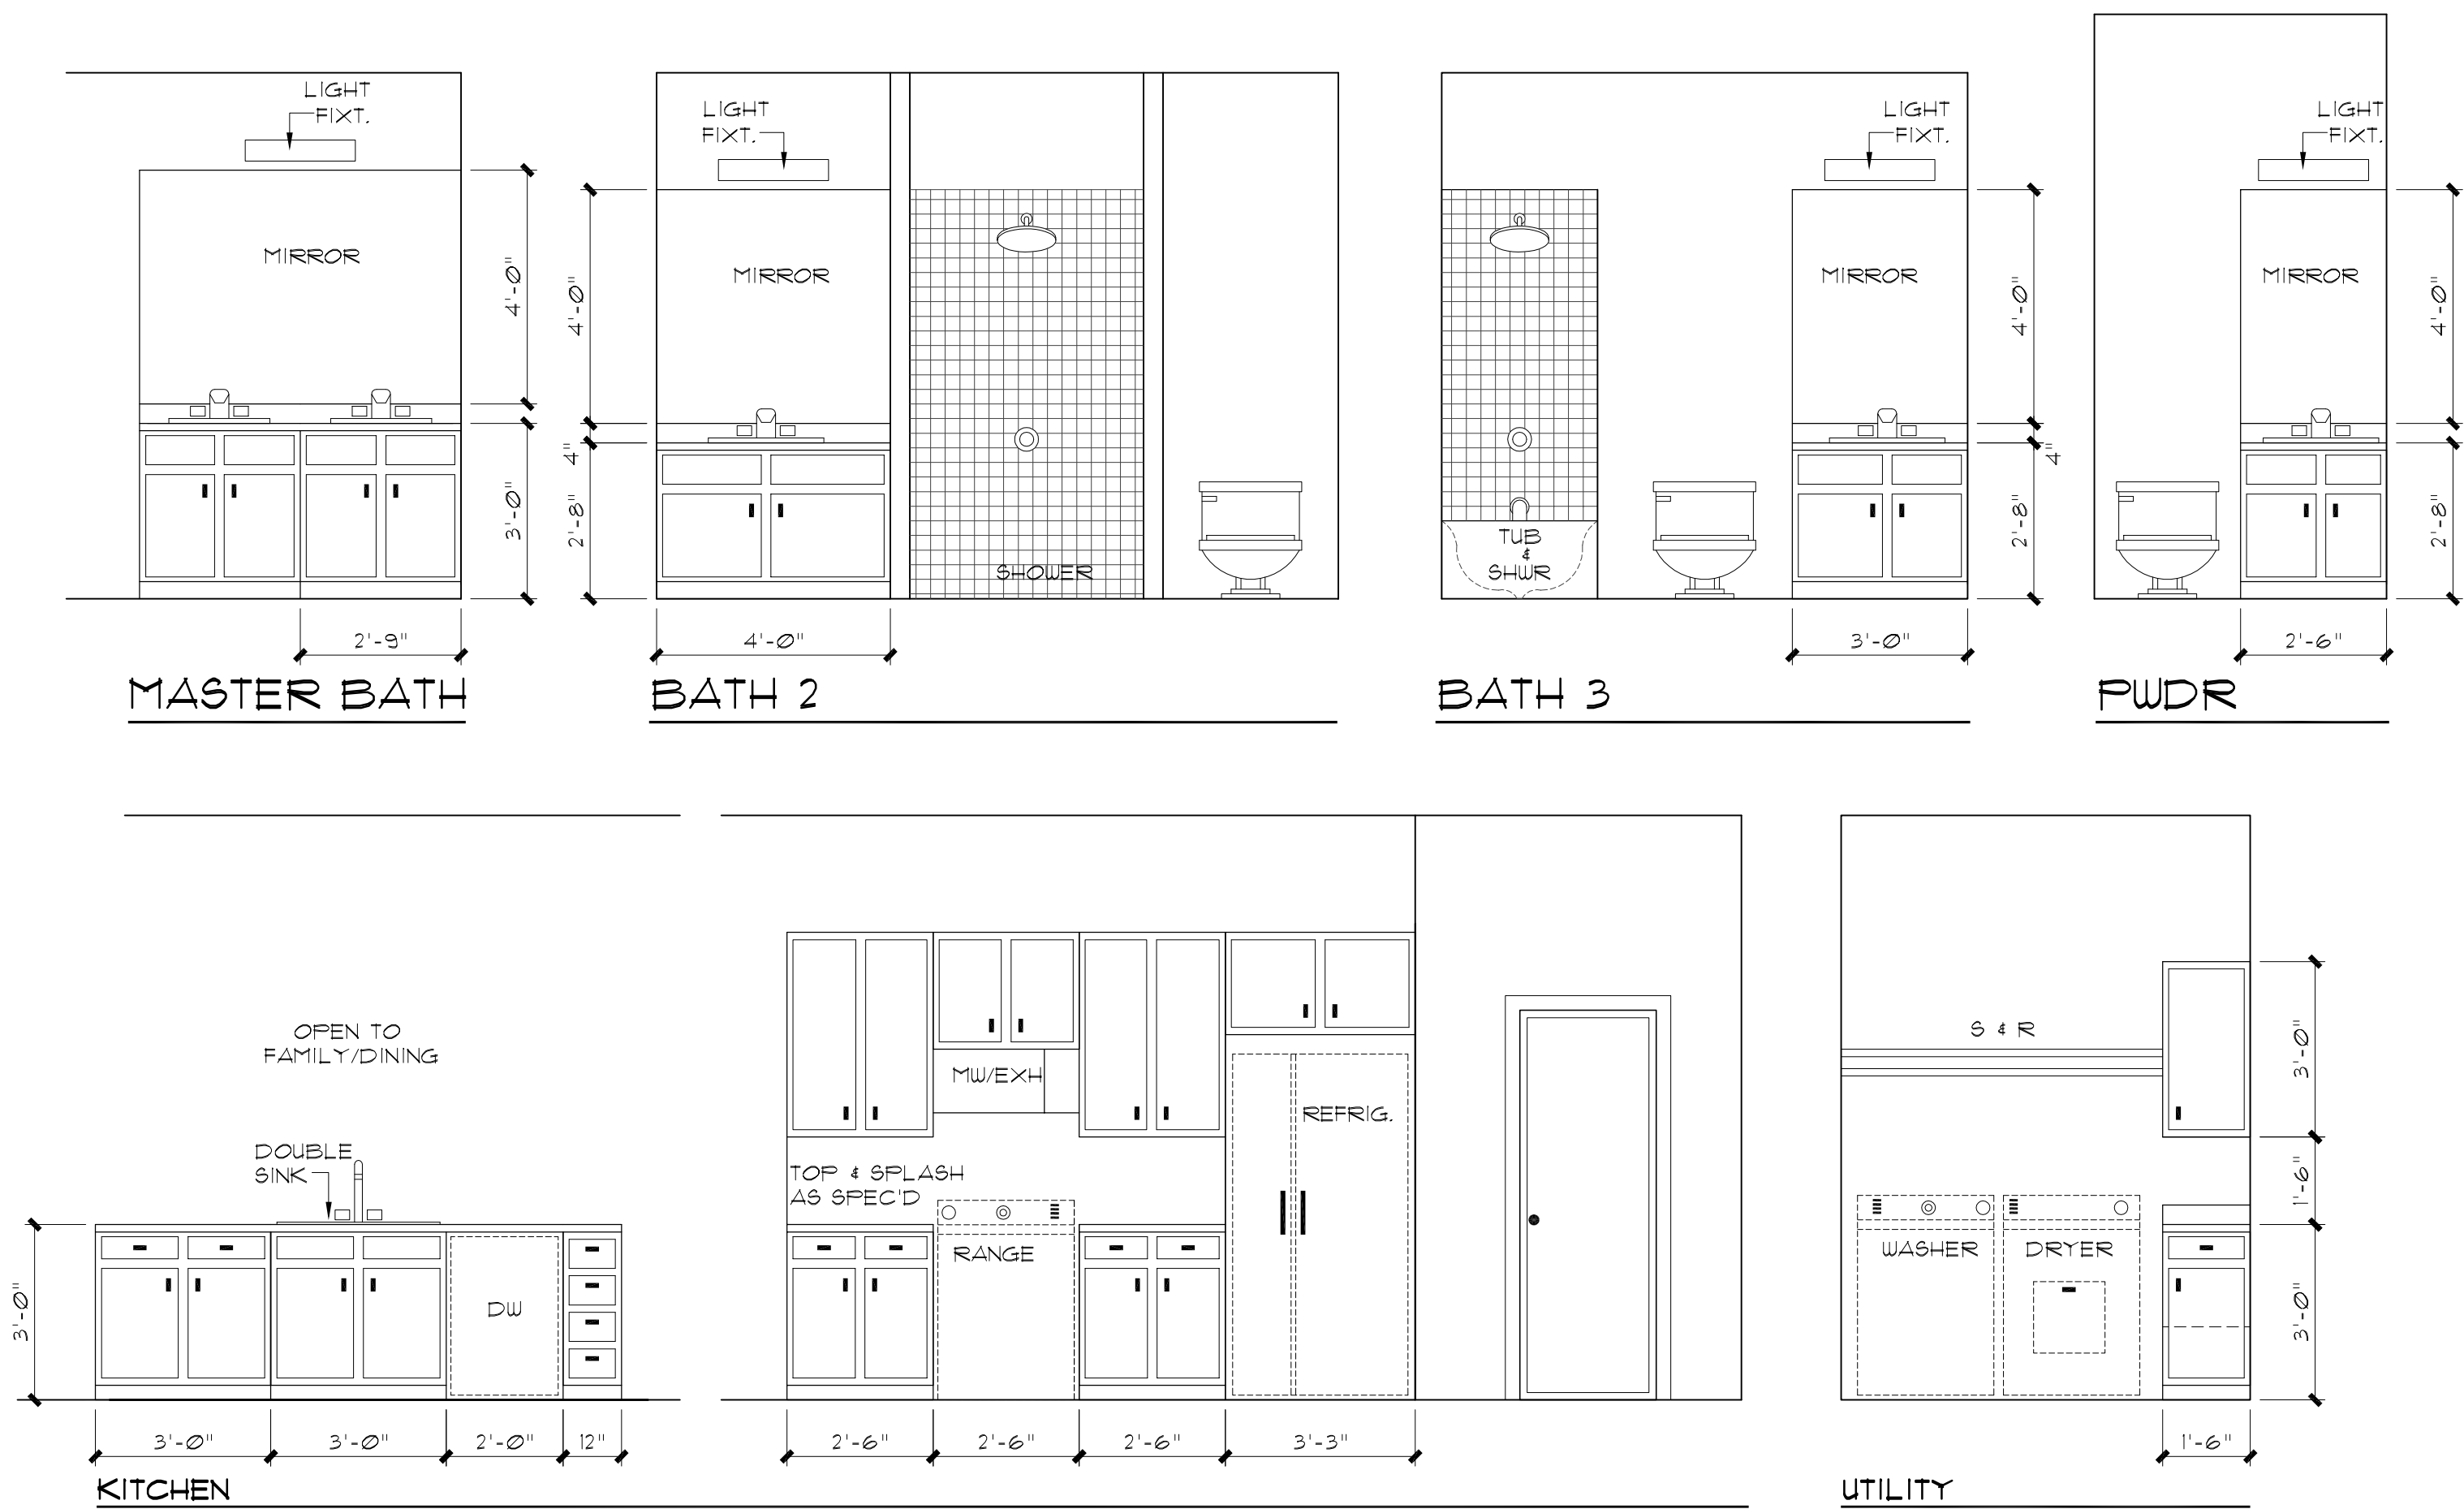 LIGHT
FIXT.
MIRROR
4'-0"
3'-0"
2'-9"
MASTER BATH
LIGHT
FIXT.
MIRROR
4'-0"
4"
2'-8"
SHOWER
4'-0"
BATH 2
LIGHT
FIXT.
MIRROR
TUB
&
SHWR
4'-0"
4"
2'-8"
3'-0"
BATH 3
LIGHT
FIXT.
MIRROR
4'-0"
2'-8"
2'-6"
PWDR
OPEN TO
FAMILY/DINING
DOUBLE
SINK
DW
3'-0"
3'-0"
3'-0"
2'-0"
12"
KITCHEN
MW/EXH
REFRIG.
TOP & SPLASH
AS SPEC'D
RANGE
2'-6"
2'-6"
2'-6"
3'-3"
S & R
WASHER
DRYER
3'-0"
1'-6"
3'-0"
1'-6"
UTILITY